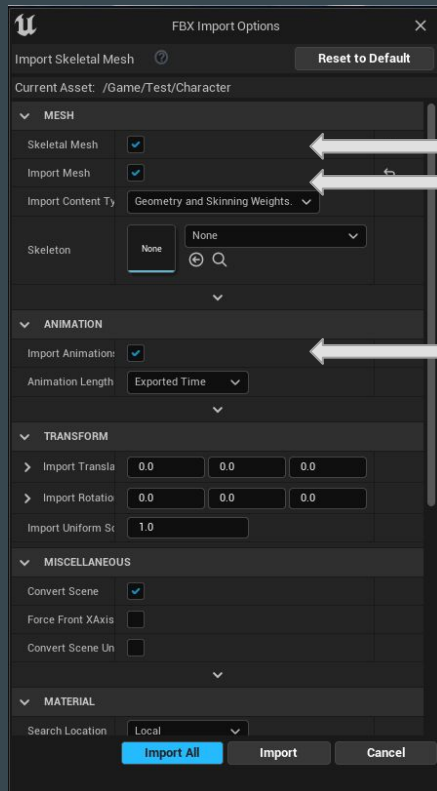 FBX Import Options
Import Skeletal Mesh
Reset to Default
Current Asset: /Game/Test/Character
MESH
Skeletal Mesh
Import Mesh
Import Content Ty Geometry and Skinning Weights.
Skeleton None None
ANIMATION
Import Animations
Animation Length Exported Time
TRANSFORM
Import Transla 0.0 0.0 0.0
Import Rotatio 0.0 0.0 0.0
Import Uniform Sc 1.0
MISCELLANEOUS
Convert Scene
Force Front XAxis
Convert Scene Un
MATERIAL
Search Location Local
Import All Import Cancel